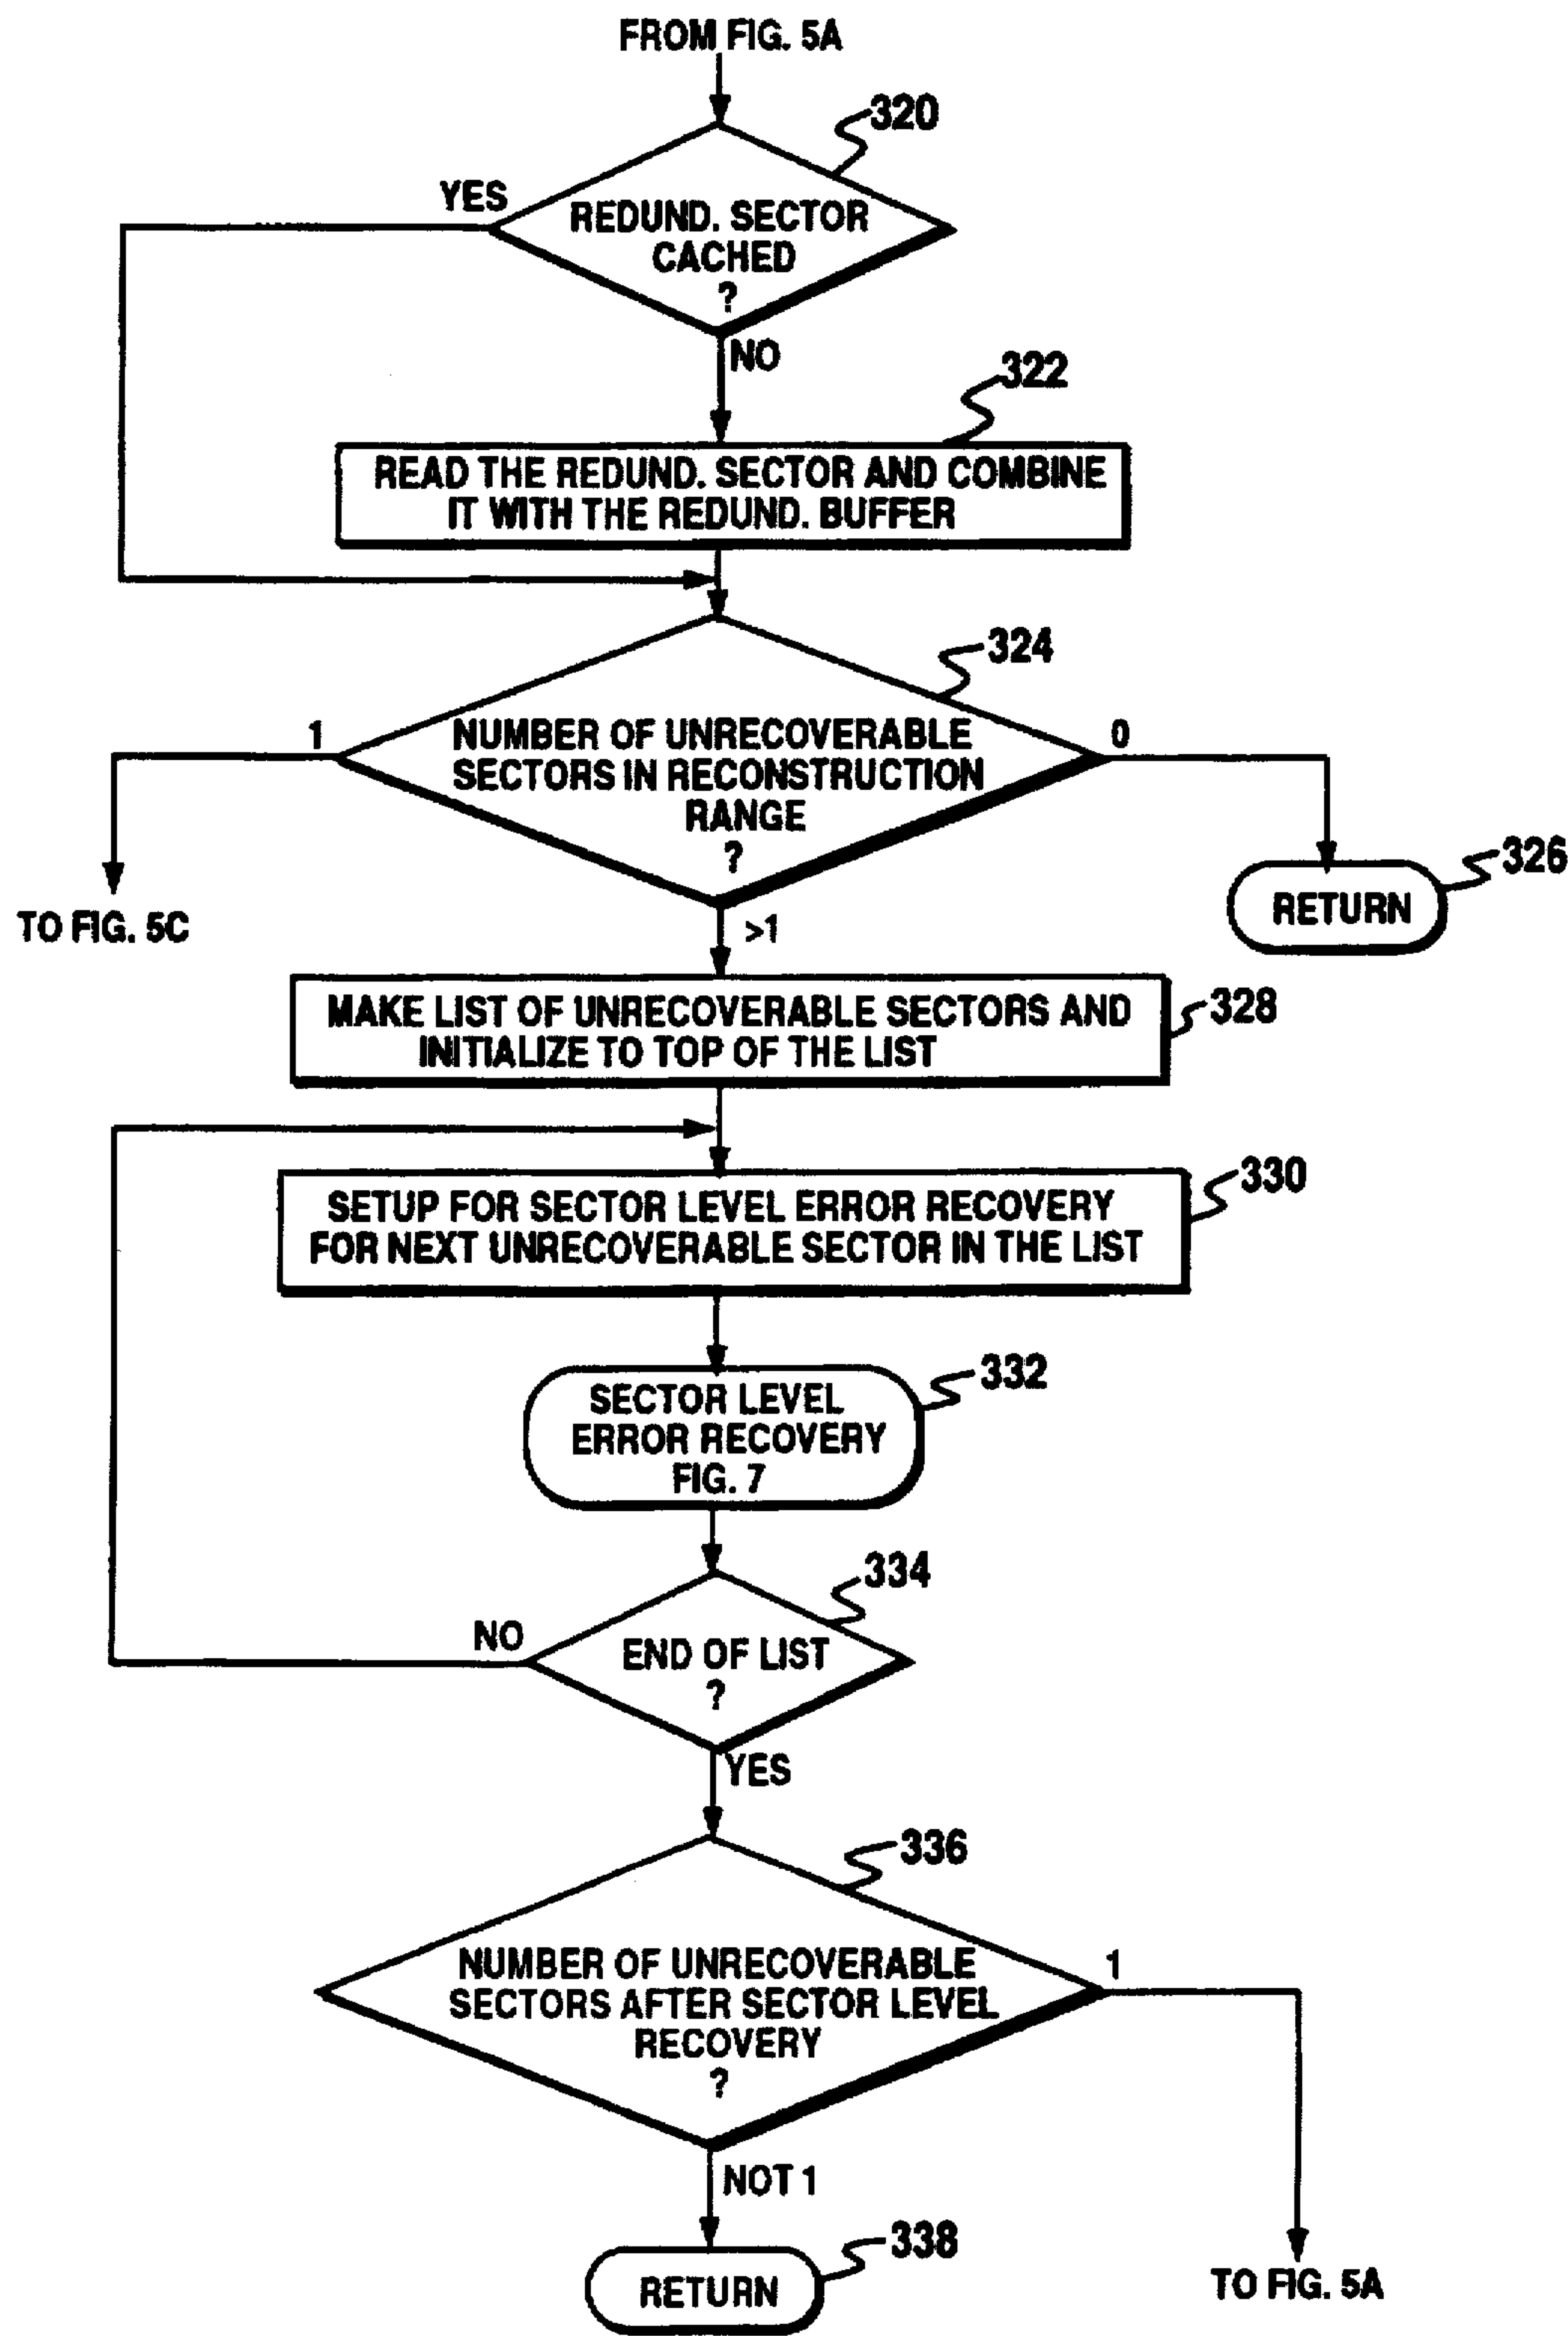 FROM FIG. 5A
320
YES
REDUND. SECTOR
CACHED
?
NO
322
READ THE REDUND. SECTOR AND COMBINE
IT WITH THE REDUND. BUFFER
324
1
NUMBER OF UNRECOVERABLE
SECTORS IN RECONSTRUCTION
RANGE
?
0
326
RETURN
TO FIG. 5C
>1
MAKE LIST OF UNRECOVERABLE SECTORS AND
INITIALIZE TO TOP OF THE LIST
328
330
SETUP FOR SECTOR LEVEL ERROR RECOVERY
FOR NEXT UNRECOVERABLE SECTOR IN THE LIST
332
SECTOR LEVEL
ERROR RECOVERY
FIG. 7
334
NO
END OF LIST
?
YES
336
NUMBER OF UNRECOVERABLE
SECTORS AFTER SECTOR LEVEL
RECOVERY
?
1
NOT 1
338
RETURN
TO FIG. 5A